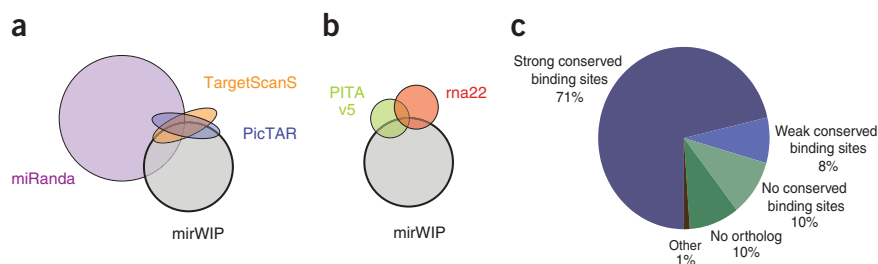 a
TargetScanS
PicTAR
miRanda
mirWIP
b
PITA
v5
rna22
mirWIP
c
Strong conserved
binding sites
71%
Weak conserved
binding sites
8%
No conserved
binding sites
10%
No ortholog
10%
Other
1%